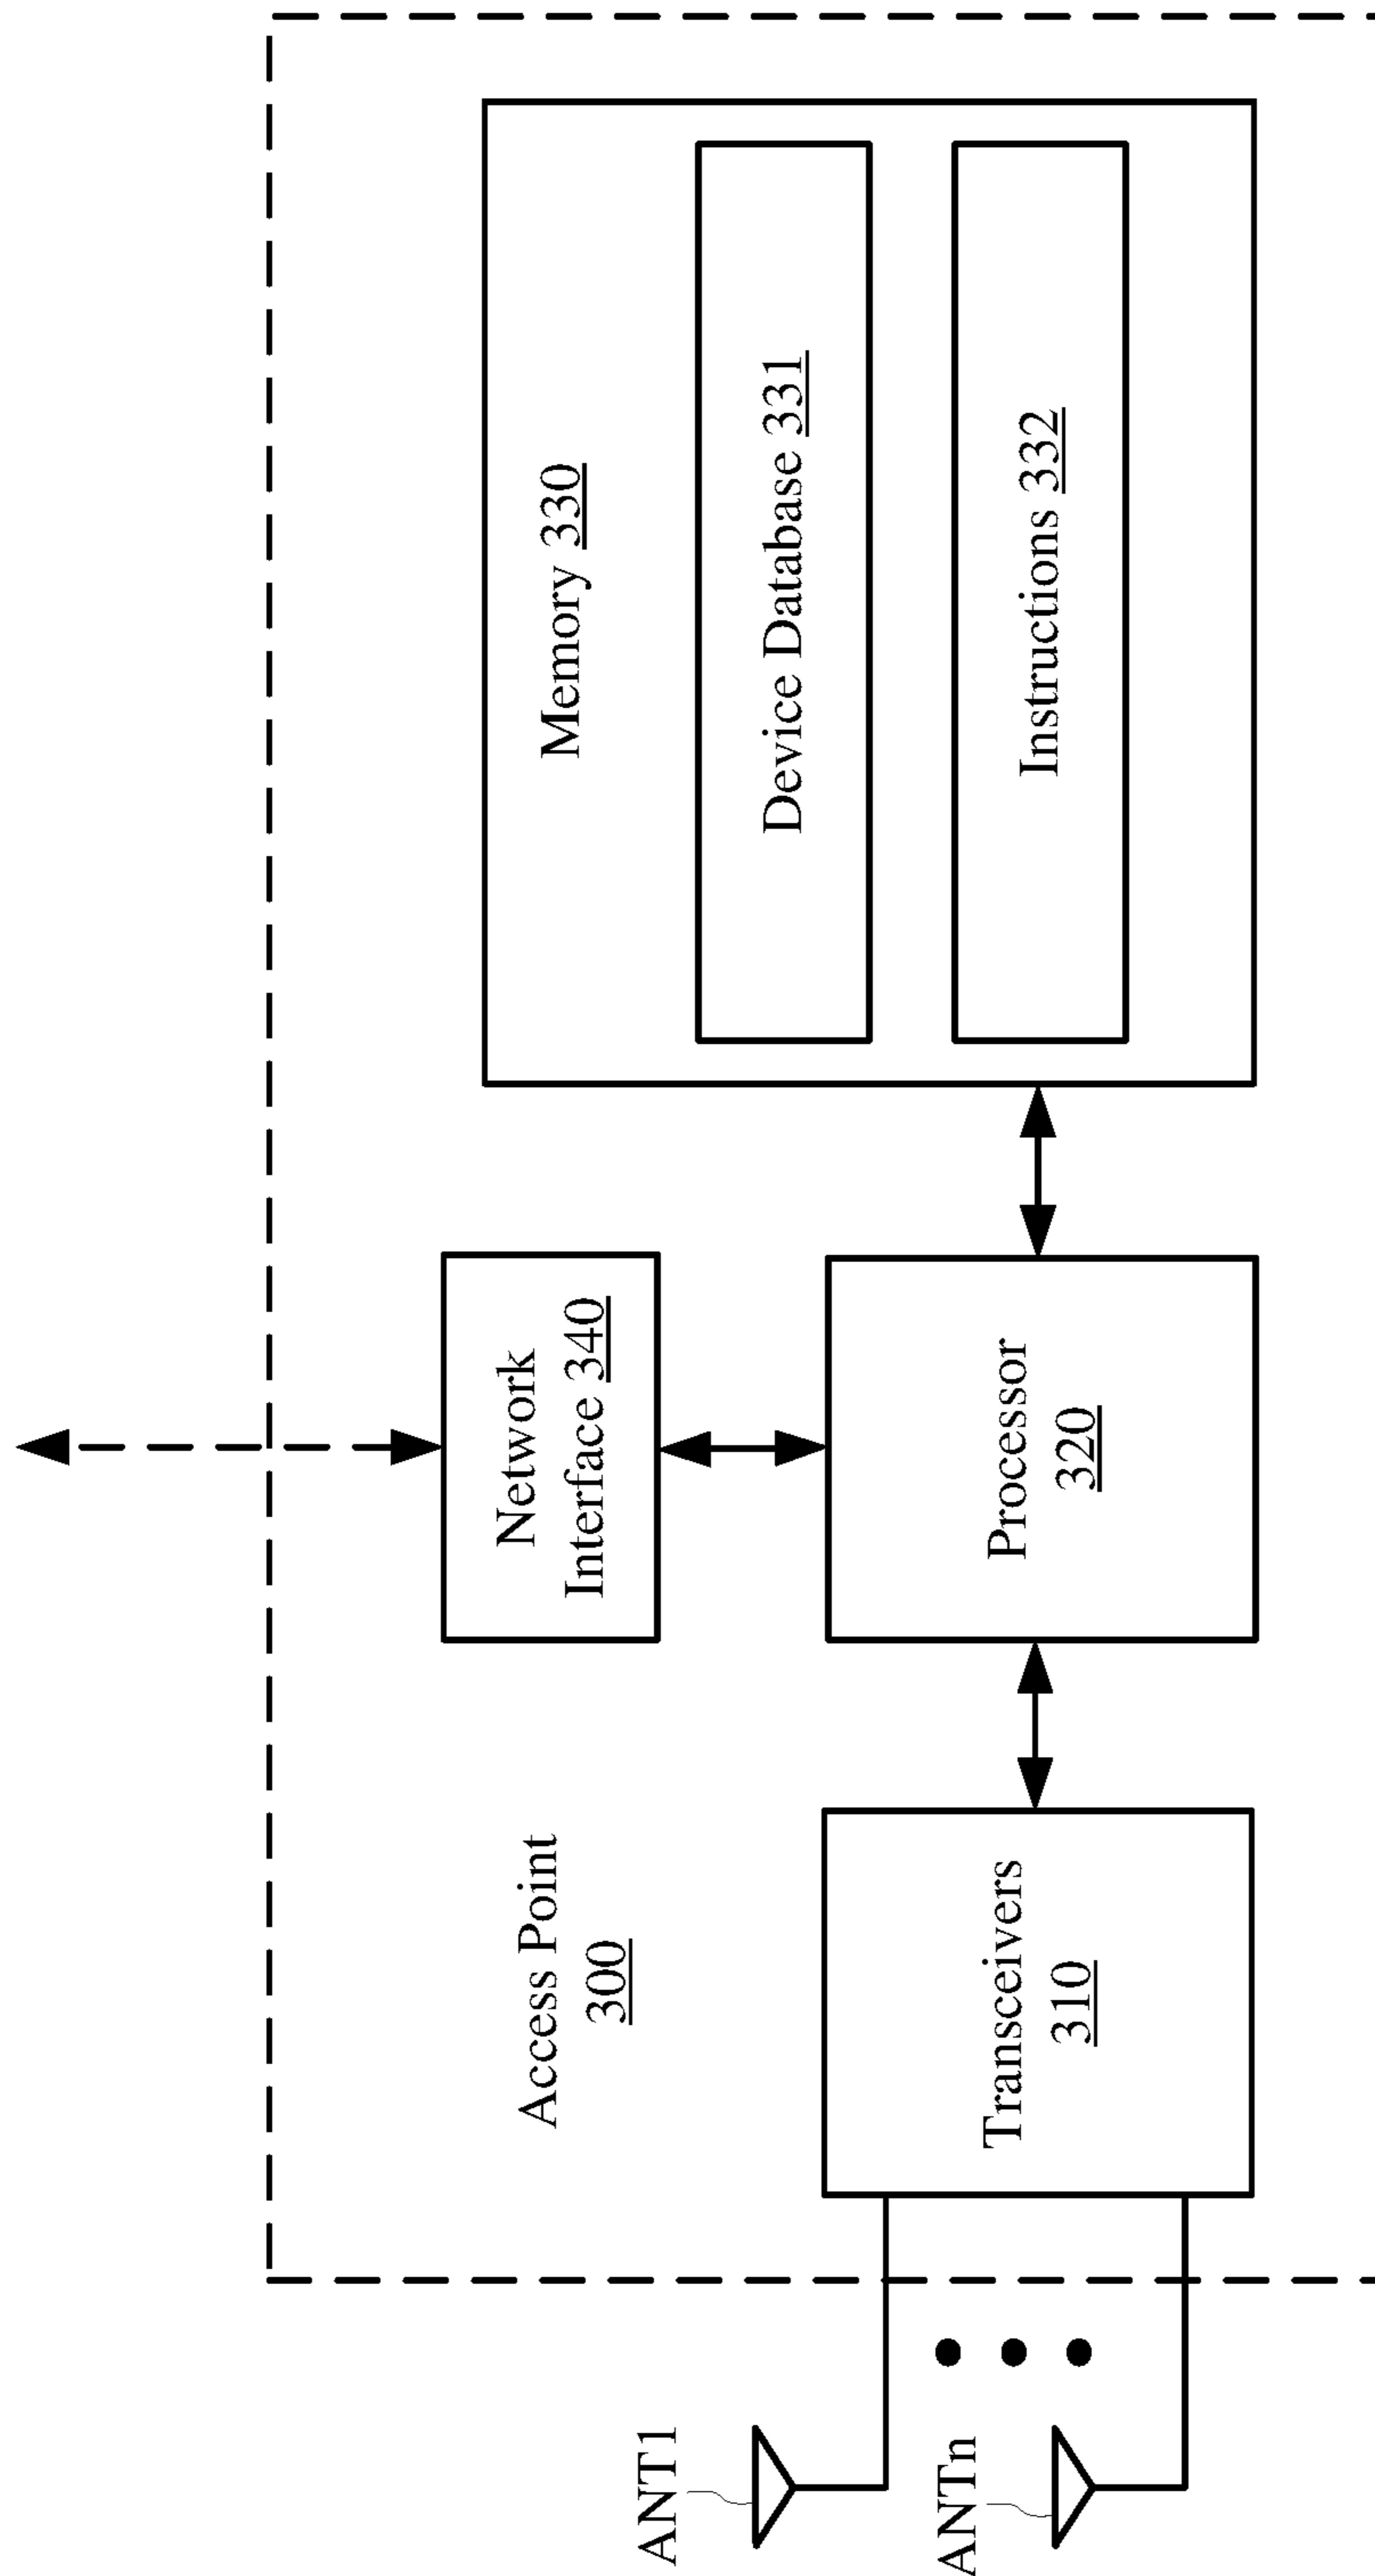 Access Point
300
Network
Interface 340
Memory 330
Device Database 331
Instructions 332
Transceivers
310
Processor
320
ANT1
ANTn